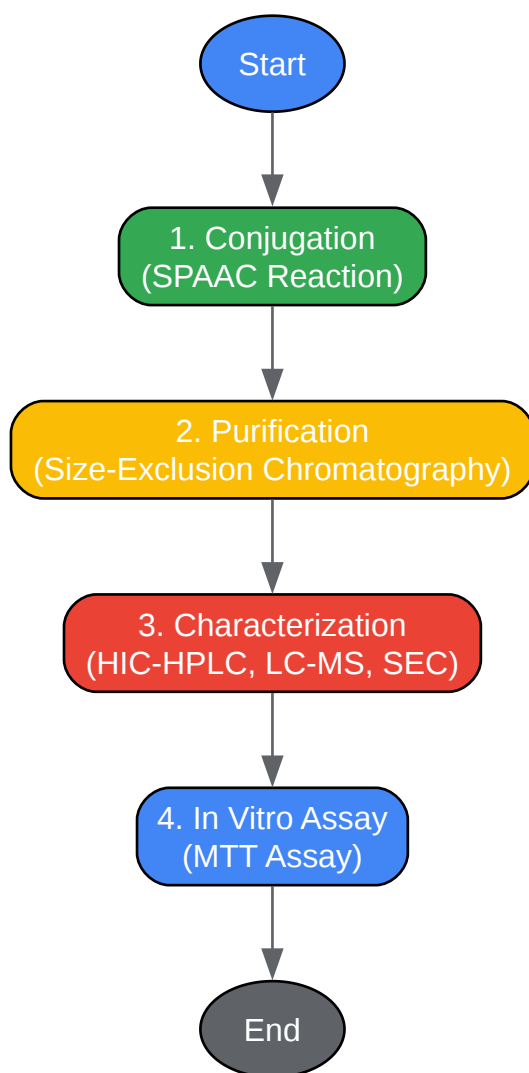 Start
1. Conjugation
(SPAAC Reaction)
2. Purification
(Size-Exclusion Chromatography)
3. Characterization
(HIC-HPLC, LC-MS, SEC)
4. In Vitro Assay
(MTT Assay)
End